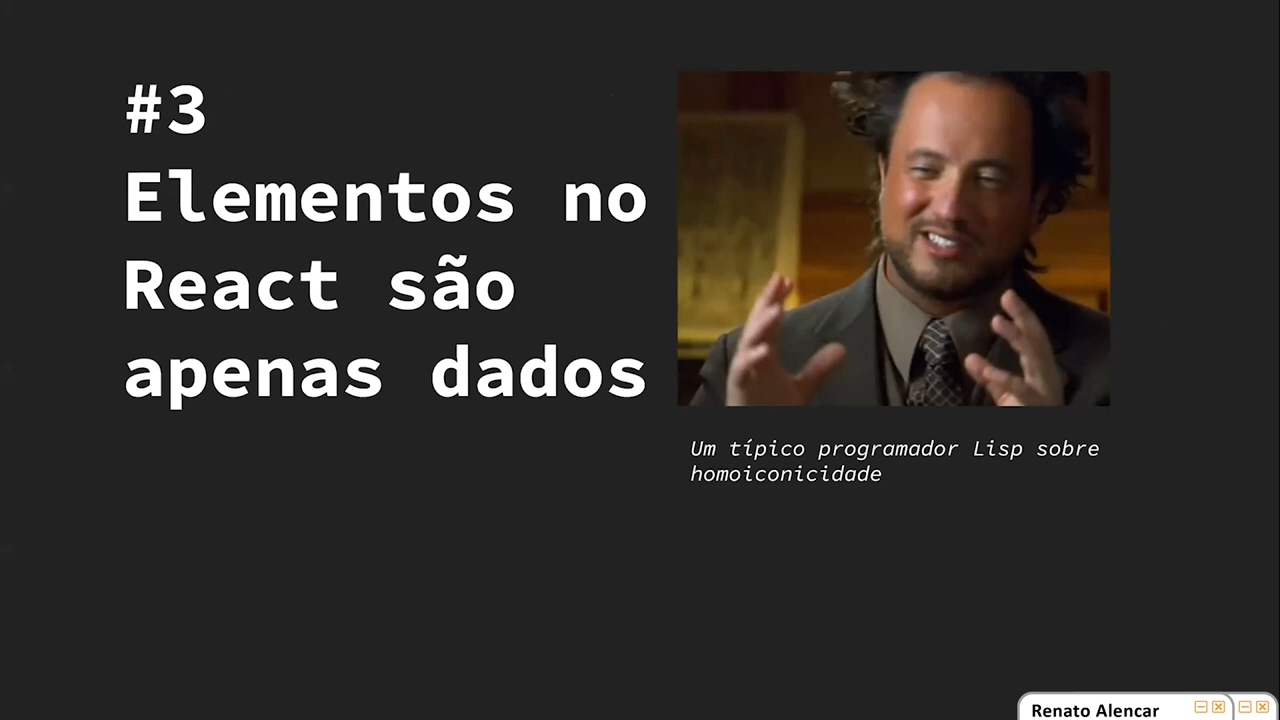 #3
Elementos no
React são
apenas dados
Um típico programador Lisp sobre
homoiconicidade
Renato Alencar